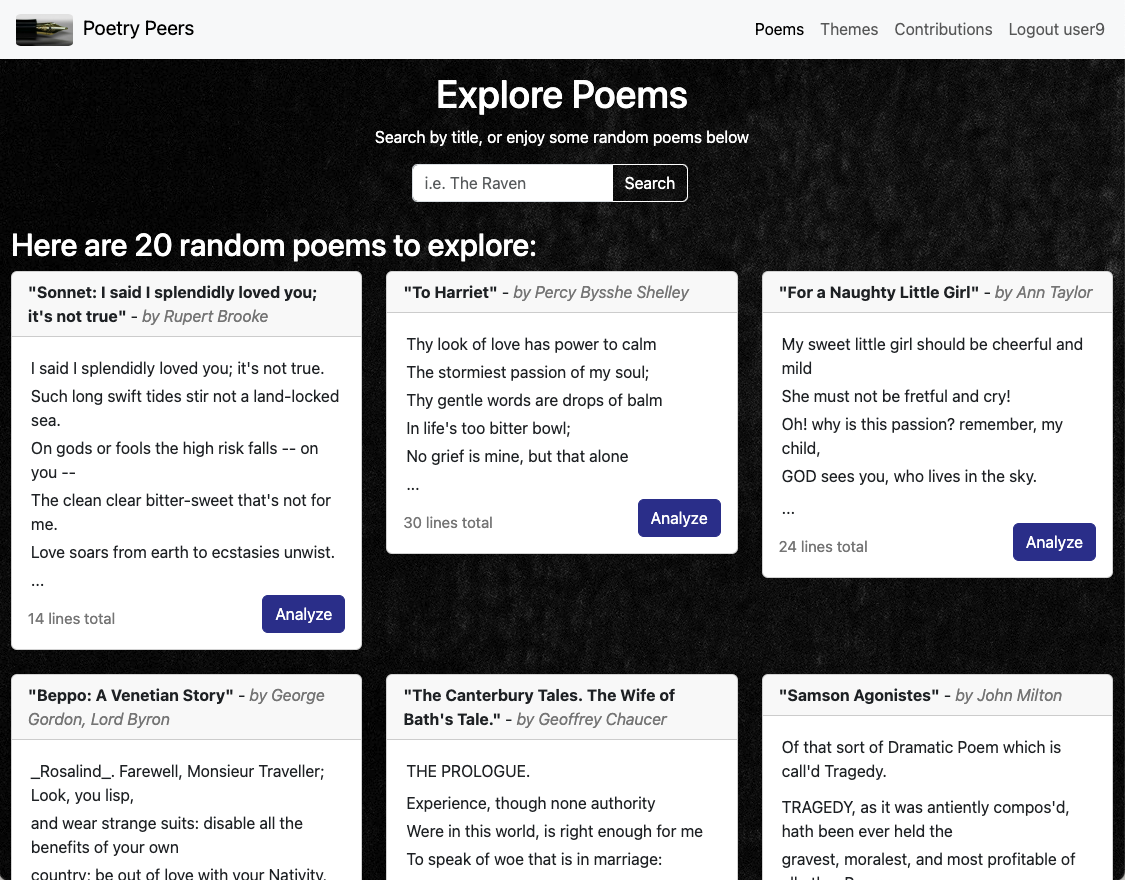 Poetry Peers
Poems Themes Contributions Logout user9
Explore Poems
Search by title, or enjoy some random poems below
i.e. The Raven Search
Here are 20 random poems to explore:
"Sonnet: I said I splendidly loved you;
it's not true" - by Rupert Brooke
I said I splendidly loved you; it's not true.
Such long swift tides stir not a land-locked
sea.
On gods or fools the high risk falls -- on
you --
The clean clear bitter-sweet that's not for
me.
Love soars from earth to ecstasies unwist.
...
14 lines total
Analyze
"To Harriet" - by Percy Bysshe Shelley
Thy look of love has power to calm
The stormiest passion of my soul;
Thy gentle words are drops of balm
In life's too bitter bowl;
No grief is mine, but that alone
...
30 lines total
Analyze
"For a Naughty Little Girl" - by Ann Taylor
My sweet little girl should be cheerful and
mild
She must not be fretful and cry!
Oh! why is this passion? remember, my
child,
GOD sees you, who lives in the sky.
...
24 lines total
Analyze
"Beppo: A Venetian Story" - by George
Gordon, Lord Byron
_Rosalind_. Farewell, Monsieur Traveller;
Look, you lisp,
and wear strange suits: disable all the
benefits of your own
country; be out of love with your Nativity,
"The Canterbury Tales. The Wife of
Bath's Tale." - by Geoffrey Chaucer
THE PROLOGUE.
Experience, though none authority
Were in this world, is right enough for me
To speak of woe that is in marriage:
"Samson Agonistes" - by John Milton
Of that sort of Dramatic Poem which is
call'd Tragedy.
TRAGEDY, as it was antiently compos'd,
hath been ever held the
gravest, moralest, and most profitable of